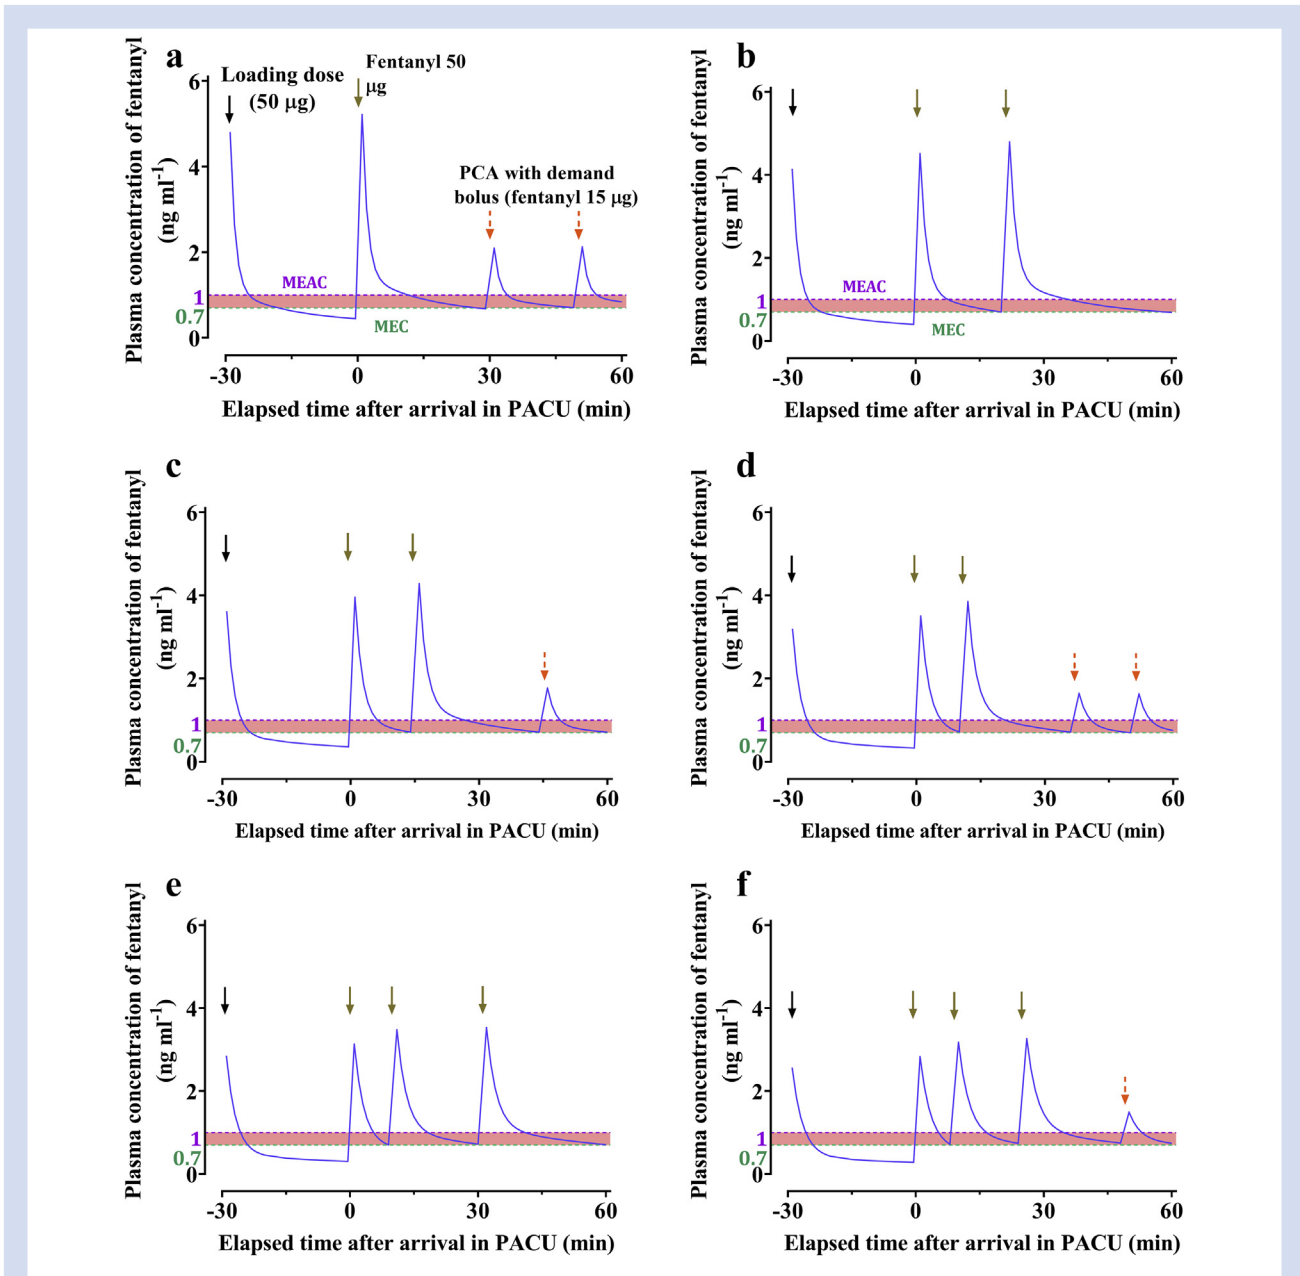 a
Plasma concentration of fentanyl
(ng ml-1)
6
4
2
1
0.7
0
Loading dose
(50 µg)
Fentanyl 50
µg
PCA with demand
bolus (fentanyl 15 µg)
MEAC
MEC
-30 0 30 60
Elapsed time after arrival in PACU (min)
b
Plasma concentration of fentanyl
(ng ml-1)
6
4
2
1
0.7
0
MEAC
MEC
-30 0 30 60
Elapsed time after arrival in PACU (min)
c
Plasma concentration of fentanyl
(ng ml-1)
6
4
2
1
0.7
0
-30 0 30 60
Elapsed time after arrival in PACU (min)
d
Plasma concentration of fentanyl
(ng ml-1)
6
4
2
1
0.7
0
-30 0 30 60
Elapsed time after arrival in PACU (min)
e
Plasma concentration of fentanyl
(ng ml-1)
6
4
2
1
0.7
0
-30 0 30 60
Elapsed time after arrival in PACU (min)
f
Plasma concentration of fentanyl
(ng ml-1)
6
4
2
1
0.7
0
-30 0 30 60
Elapsed time after arrival in PACU (min)